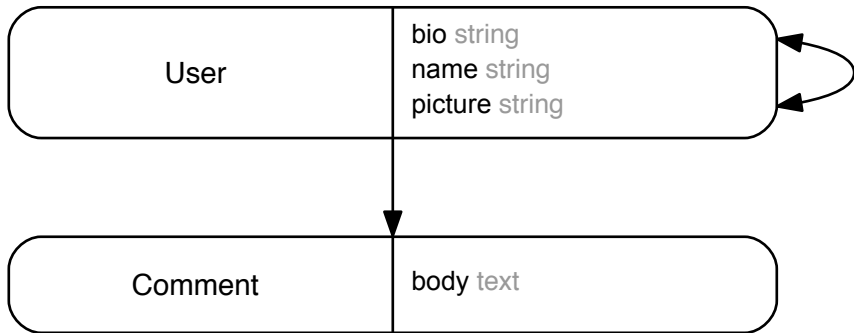 User
bio string
name string
picture string
Comment
body text